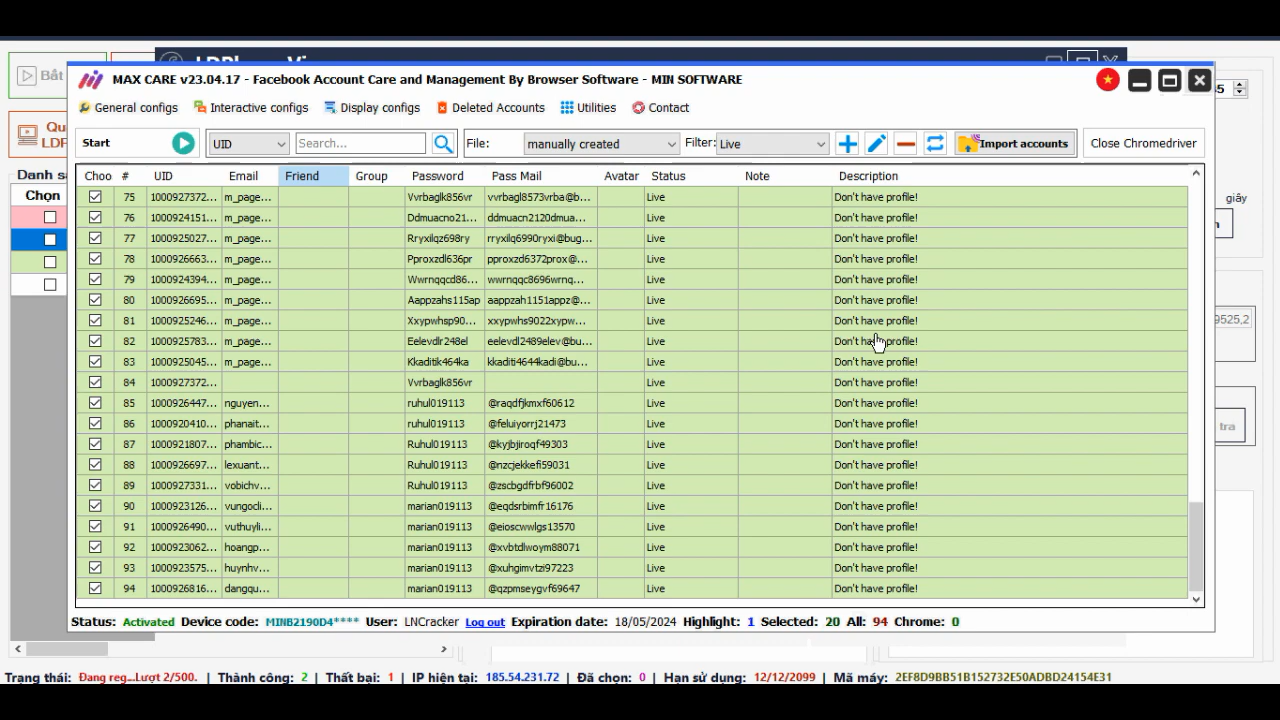 Bắt
MAX CARE v23.04.17 - Facebook Account Care and Management By Browser Software - MIN SOFTWARE
General configs Interactive configs Display configs Deleted Accounts Utilities Contact
Start UID Search... File: manually created Filter: Live Import accounts Close Chromedriver
Qu
LDP
Danh sá
Chọn
giây
9525,2
tra
Choo # UID Email Friend Group Password Pass Mail Avatar Status Note Description
75 1000927372... m_page... Vvrbaglk856vr vvrbagl8573vrba@b... Live Don't have profile!
76 1000924151... m_page... Ddmuacno21... ddmuacn2120dmua... Live Don't have profile!
77 1000925027... m_page... Rryxilqz698ry rryxilq6990ryxi@bug... Live Don't have profile!
78 1000926663... m_page... Pproxzdl636pr pproxzd6372prox@... Live Don't have profile!
79 1000924394... m_page... Wwrnqqcd86... wwrnqqc8696wrnq... Live Don't have profile!
80 1000926695... m_page... Aappzahs115ap aappzah1151appz@... Live Don't have profile!
81 1000925246... m_page... Xxypwhsp90... xxypwhs9022xypw... Live Don't have profile!
82 1000925783... m_page... Eelevdlr248el eelevdl2489elev@bu... Live Don't have profile!
83 1000925045... m_page... Kkaditik464ka kkaditi4644kadi@bu... Live Don't have profile!
84 1000927372... Vvrbaglk856vr Live Don't have profile!
85 1000926447... nguyen... ruhul019113 @raqdfjkmxf60612 Live Don't have profile!
86 1000920410... phanait... ruhul019113 @feluiyorrj21473 Live Don't have profile!
87 1000921807... phambic... Ruhul019113 @kyjbjiroqf49303 Live Don't have profile!
88 1000926697... lexuant... Ruhul019113 @nzcjekkefi59031 Live Don't have profile!
89 1000927331... vobichv... Ruhul019113 @zscbgdfrbf96002 Live Don't have profile!
90 1000923126... vungocli... marian019113 @eqdsrbimfr16176 Live Don't have profile!
91 1000926490... vuthuyli... marian019113 @eioscwwlgs13570 Live Don't have profile!
92 1000923062... hoangp... marian019113 @xvbtdlwoym88071 Live Don't have profile!
93 1000923575... huynhv... marian019113 @xuhgimvtzi97223 Live Don't have profile!
94 1000926816... dangqu... marian019113 @qzpmseygvf69647 Live Don't have profile!
Status: Activated Device code: MINB2190D4**** User: LNCracker Log out Expiration date: 18/05/2024 Highlight: 1 Selected: 20 All: 94 Chrome: 0
Trạng thái: Đang reg...Lượt 2/500. | Thành công: 2 | Thất bại: 1 | IP hiện tại: 185.54.231.72 | Đã chọn: 0 | Hạn sử dụng: 12/12/2099 | Mã máy: 2EF8D9BB51B152732E50ADBD24154E31